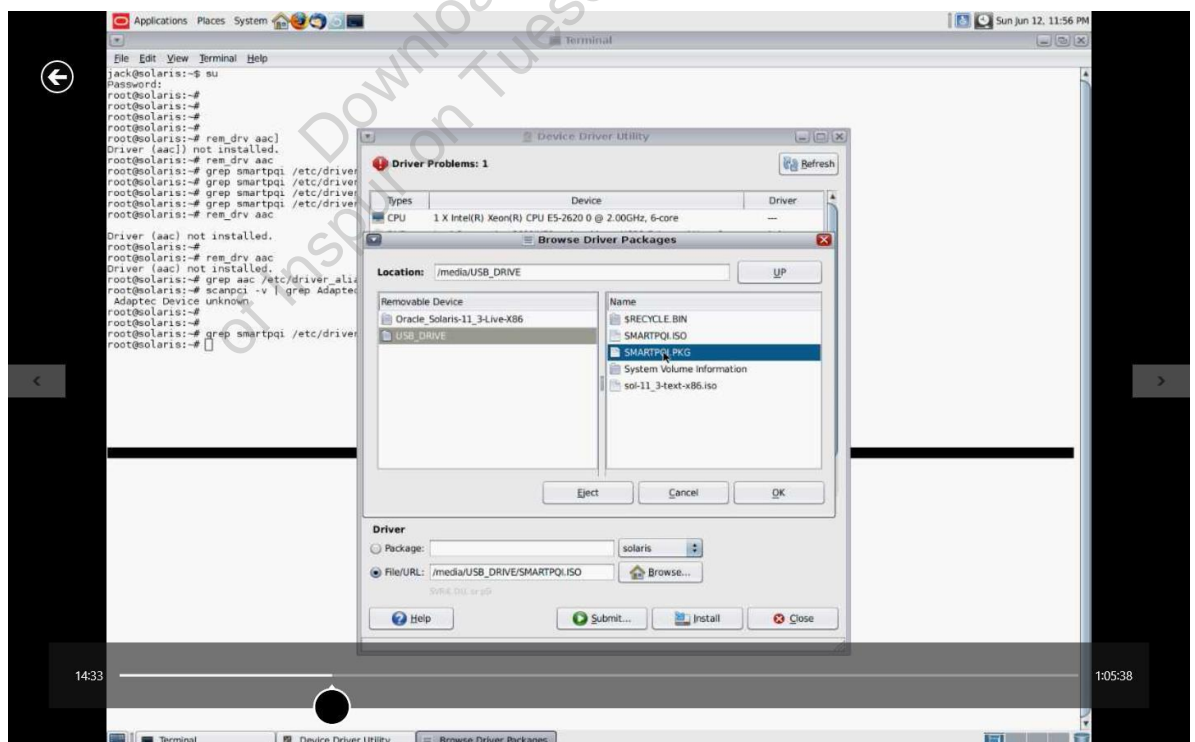 Applications Places System
Sun Jun 12, 11:56 PM
Terminal
File Edit View Terminal Help
jack@solaris:~$ su
Password:
root@solaris:~#
root@solaris:~#
root@solaris:~#
root@solaris:~#
root@solaris:~# rem_drv aac]
Driver (aac]) not installed.
root@solaris:~# rem_drv aac
root@solaris:~# grep smartpqi /etc/driver
root@solaris:~# grep smartpqi /etc/driver
root@solaris:~# grep smartpqi /etc/driver
root@solaris:~# grep smartpqi /etc/driver
root@solaris:~# rem_drv aac
Driver (aac) not installed.
root@solaris:~#
root@solaris:~# rem_drv aac
Driver (aac) not installed.
root@solaris:~# grep aac /etc/driver_alia
root@solaris:~# scanpci -v | grep Adaptec
Adaptec Device unknown
root@solaris:~#
root@solaris:~#
root@solaris:~# grep smartpqi /etc/driver
root@solaris:~#
Device Driver Utility
Driver Problems: 1
Refresh
Types Device Driver
CPU 1 X Intel(R) Xeon(R) CPU E5-2620 0 @ 2.00GHz, 6-core ---
Browse Driver Packages
Location: /media/USB_DRIVE UP
Removable Device
Oracle_Solaris-11_3-Live-X86
USB_DRIVE
Name
$RECYCLE.BIN
SMARTPQI.ISO
SMARTPQI.PKG
System Volume Information
sol-11_3-text-x86.iso
Eject Cancel OK
Driver
Package: solaris
File/URL: /media/USB_DRIVE/SMARTPQI.ISO Browse...
Help Submit... Install Close
14:33
1:05:38
Terminal Device Driver Utility Browse Driver Packages
Downlo
of Inspur on Tues